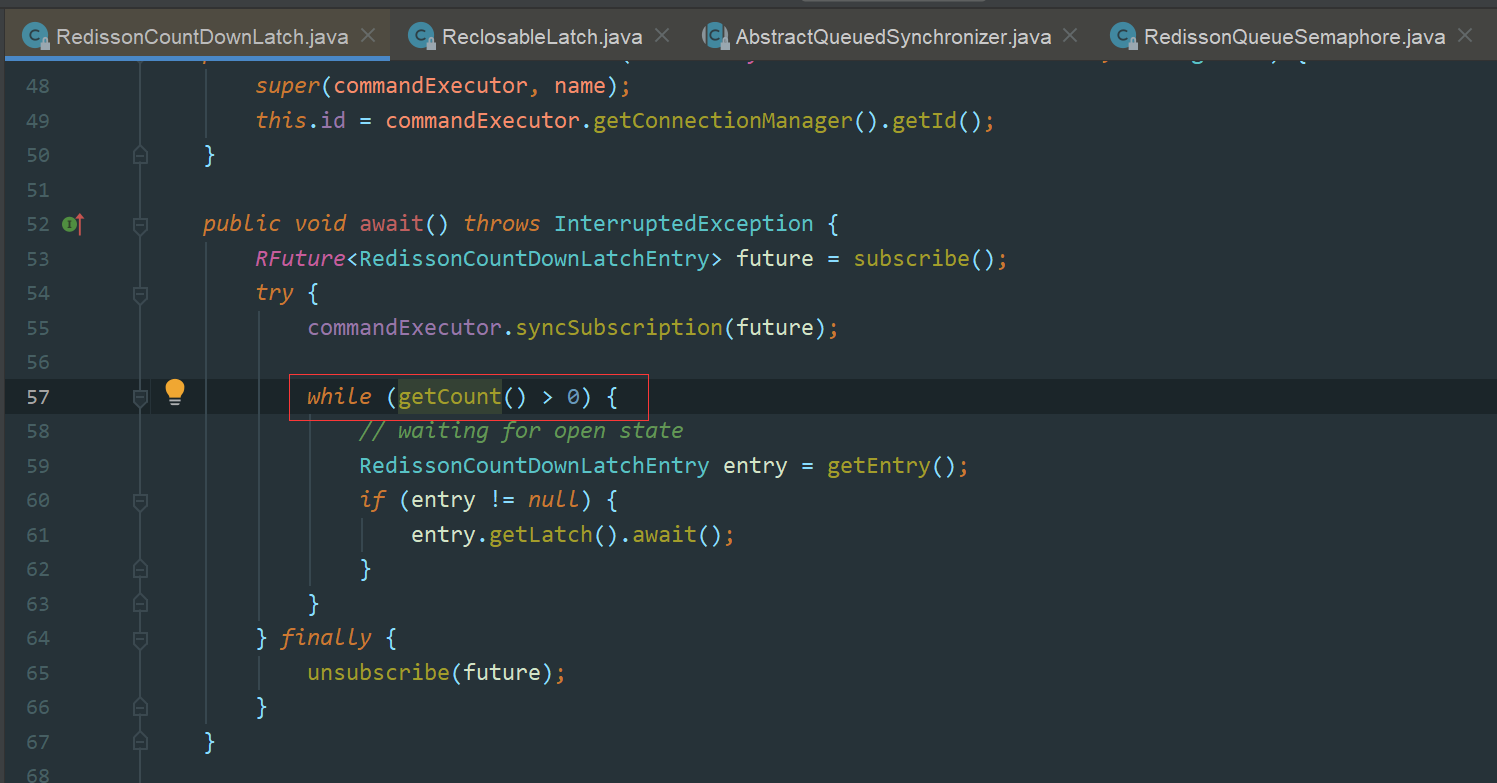 RedissonCountDownLatch.java ReclosableLatch.java AbstractQueuedSynchronizer.java RedissonQueueSemaphore.java
48 super(commandExecutor, name);
49 this.id = commandExecutor.getConnectionManager().getId();
50 }
51
52 public void await() throws InterruptedException {
53 RFuture<RedissonCountDownLatchEntry> future = subscribe();
54 try {
55 commandExecutor.syncSubscription(future);
56
57 while (getCount() > 0) {
58 // waiting for open state
59 RedissonCountDownLatchEntry entry = getEntry();
60 if (entry != null) {
61 entry.getLatch().await();
62 }
63 }
64 } finally {
65 unsubscribe(future);
66 }
67 }
68